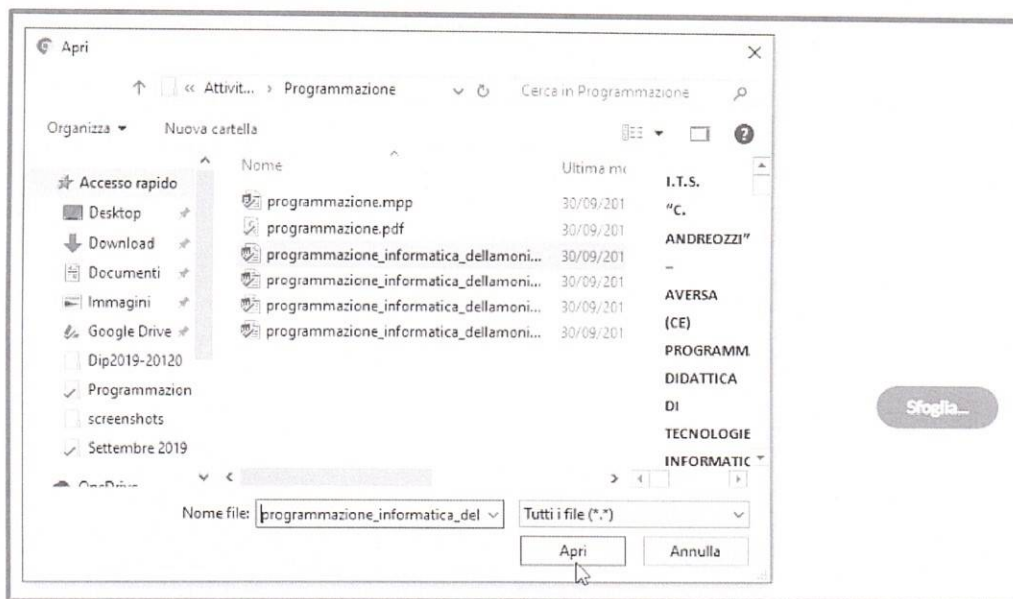 Apri
« Attivit... › Programmazione
Cerca in Programmazione
Organizza
Nuova cartella
Nome
Ultima mo
Accesso rapido
Desktop
Download
Documenti
Immagini
Google Drive
Dip2019-20120
Programmazion
screenshots
Settembre 2019
OneDrive
programmazione.mpp 30/09/201
programmazione.pdf 30/09/201
programmazione_informatica_dellamoni... 30/09/201
programmazione_informatica_dellamoni... 30/09/201
programmazione_informatica_dellamoni... 30/09/201
programmazione_informatica_dellamoni... 30/09/201
I.T.S.
"C.
ANDREOZZI"
–
AVERSA
(CE)
PROGRAMM
DIDATTICA
DI
TECNOLOGIE
INFORMATIC
Sfoglia...
Nome file: programmazione_informatica_del
Tutti i file (*.*)
Apri
Annulla